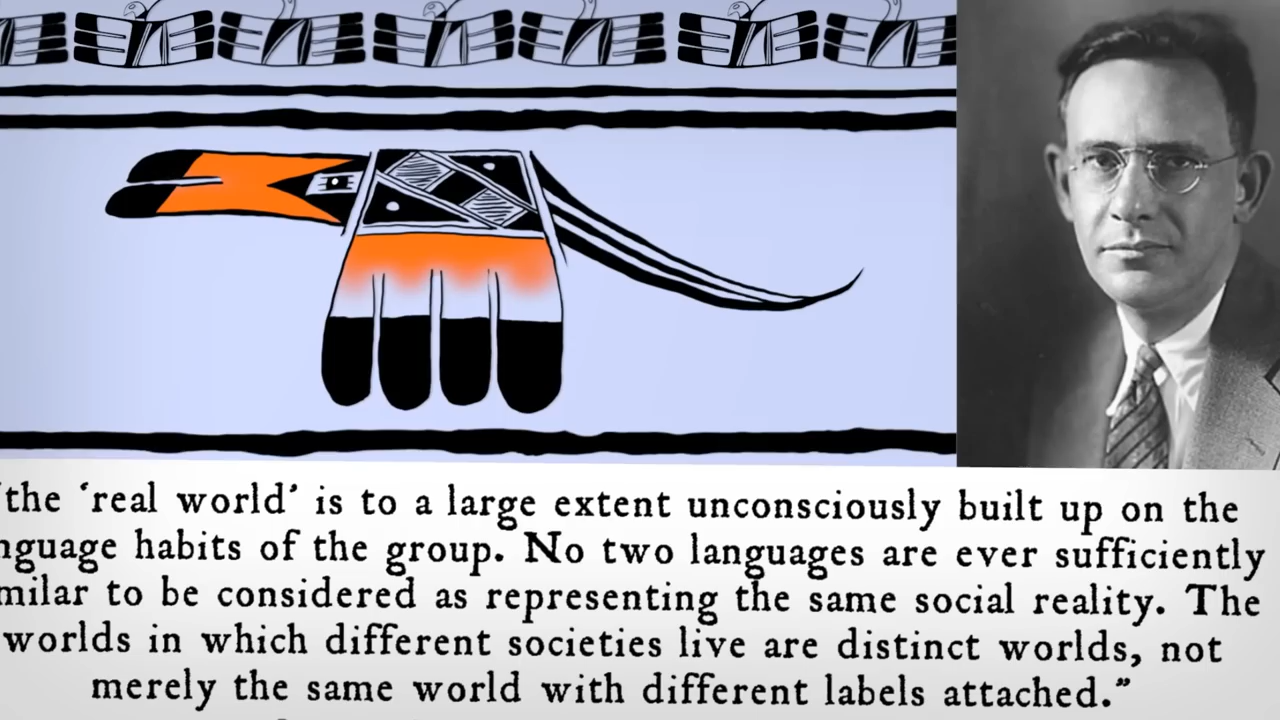 the ‘real world’ is to a large extent unconsciously built up on the
habits of the group. No two languages are ever sufficiently
to be considered as representing the same social reality. The
worlds in which different societies live are distinct worlds, not
merely the same world with different labels attached.”